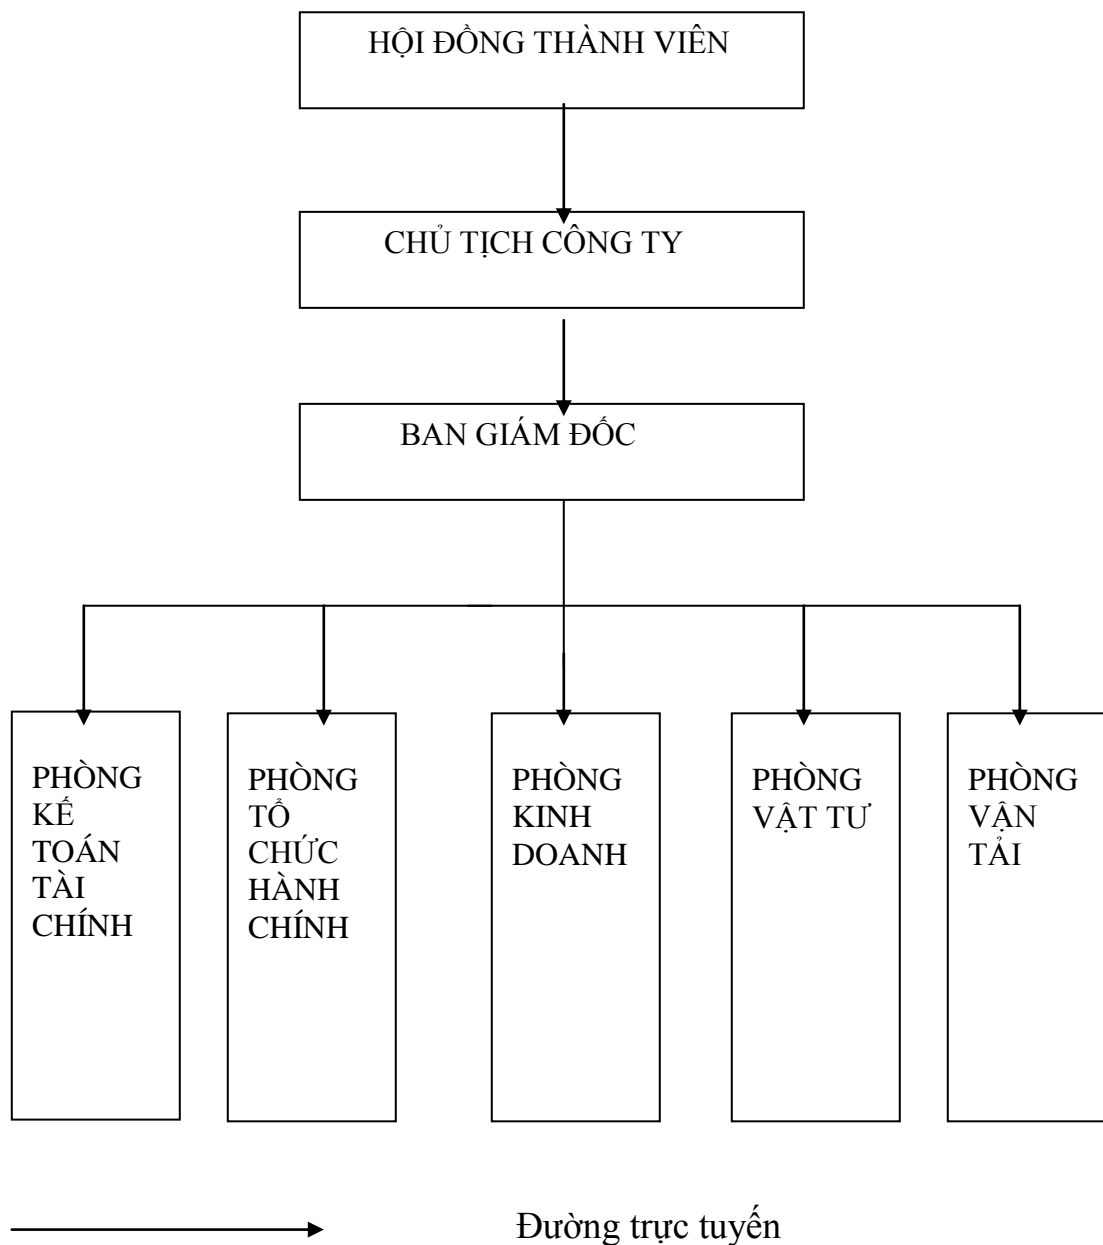 HỘI ĐỒNG THÀNH VIÊN
CHỦ TỊCH CÔNG TY
BAN GIÁM ĐỐC
PHÒNG
KẾ
TOÁN
TÀI
CHÍNH
PHÒNG
TỔ
CHỨC
HÀNH
CHÍNH
PHÒNG
KINH
DOANH
PHÒNG
VẬT TƯ
PHÒNG
VẬN
TẢI
Đường trực tuyến